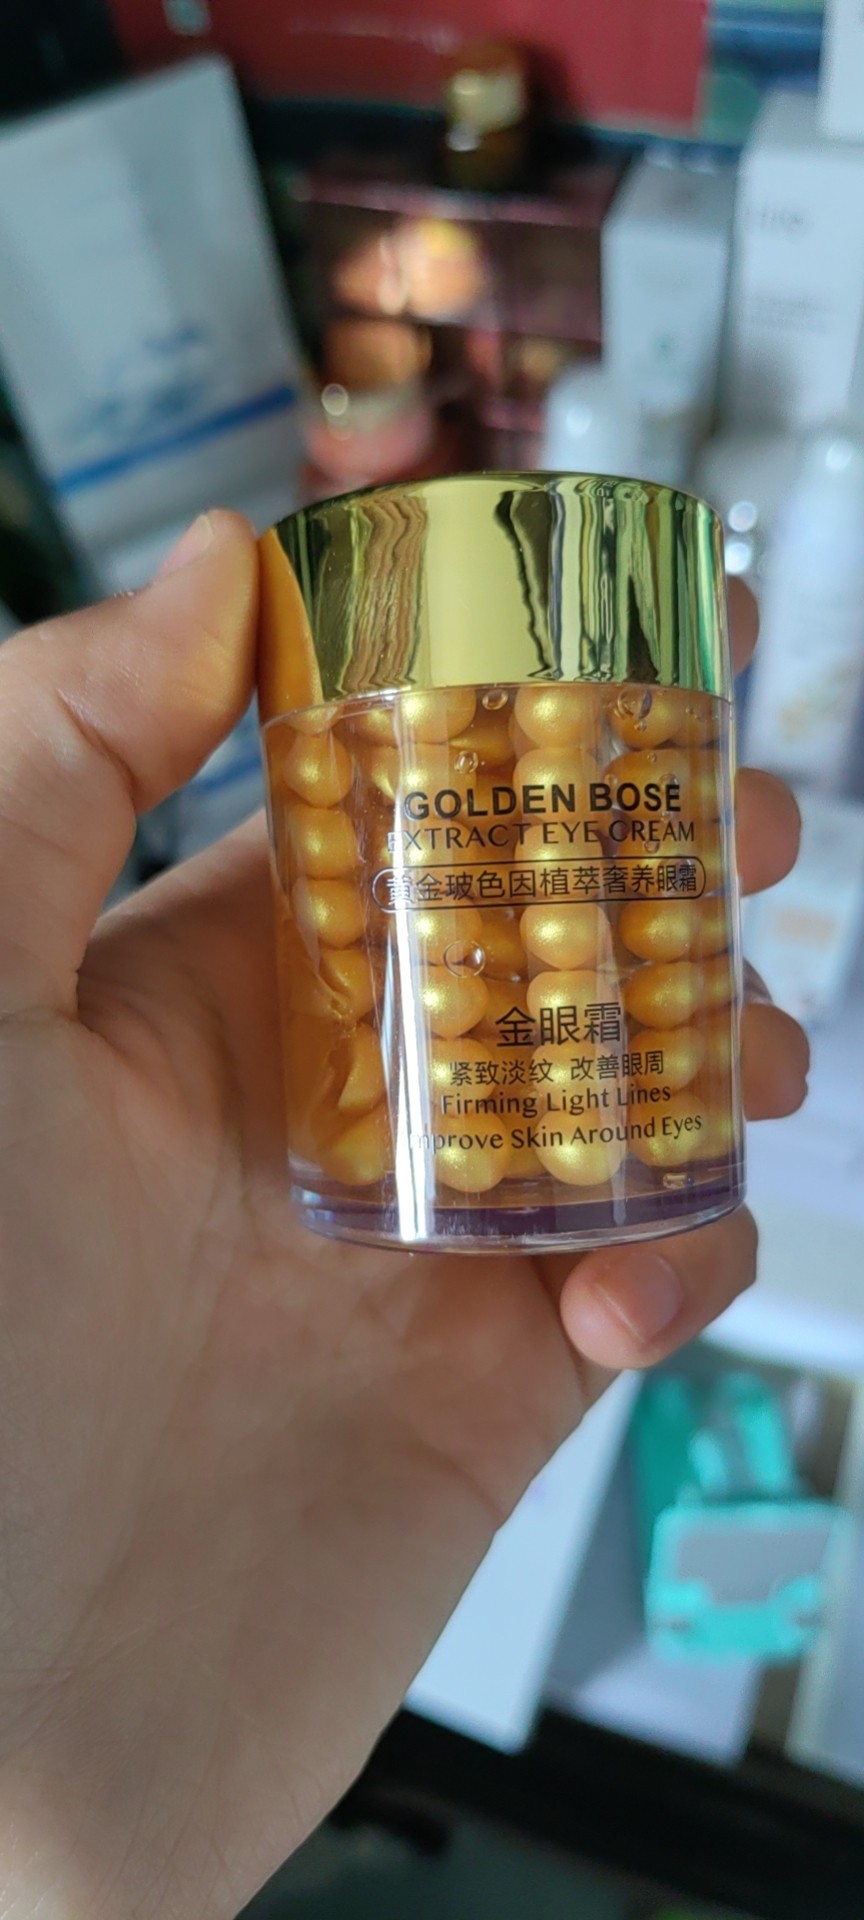 GOLDEN BOSE
EXTRACT EYE CREAM
黄金玻色因植萃奢养眼霜
金眼霜
紧致淡纹 改善眼周
Firming Light Lines
Improve Skin Around Eyes